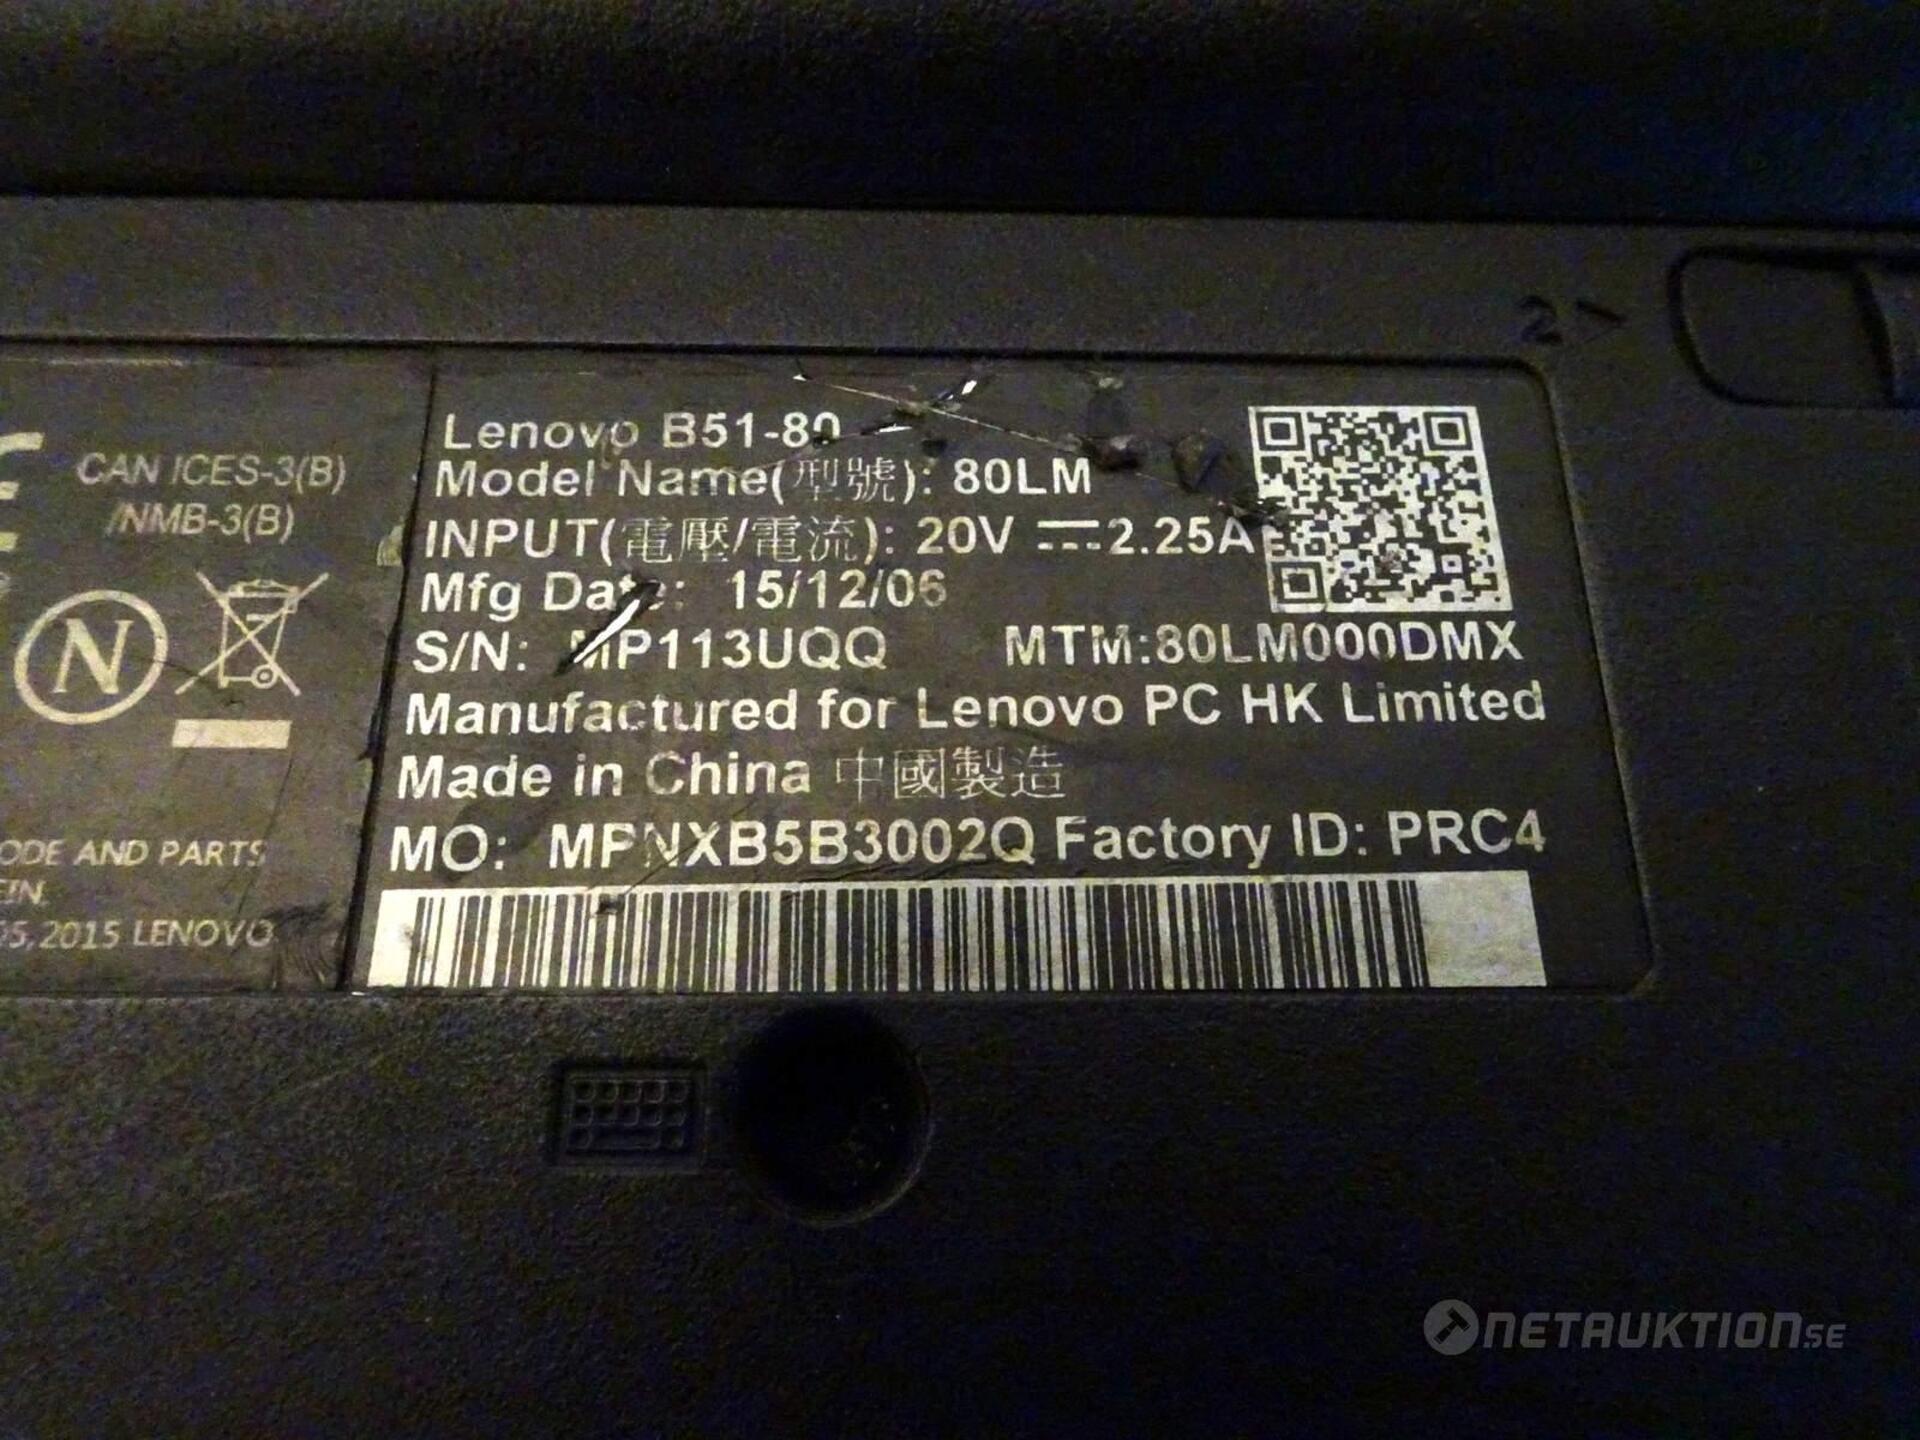 CAN ICES-3(B)
/NMB-3(B)
N
ODE AND PARTS
EIN.
05,2015 LENOVO
Lenovo B51-80
Model Name(型號): 80LM
INPUT(電壓/電流): 20V ⎓2.25A
Mfg Date: 15/12/06
S/N: MP113UQQ MTM:80LM000DMX
Manufactured for Lenovo PC HK Limited
Made in China 中國製造
MO: MPNXB5B3002Q Factory ID: PRC4
2>
NETAUKTION.SE